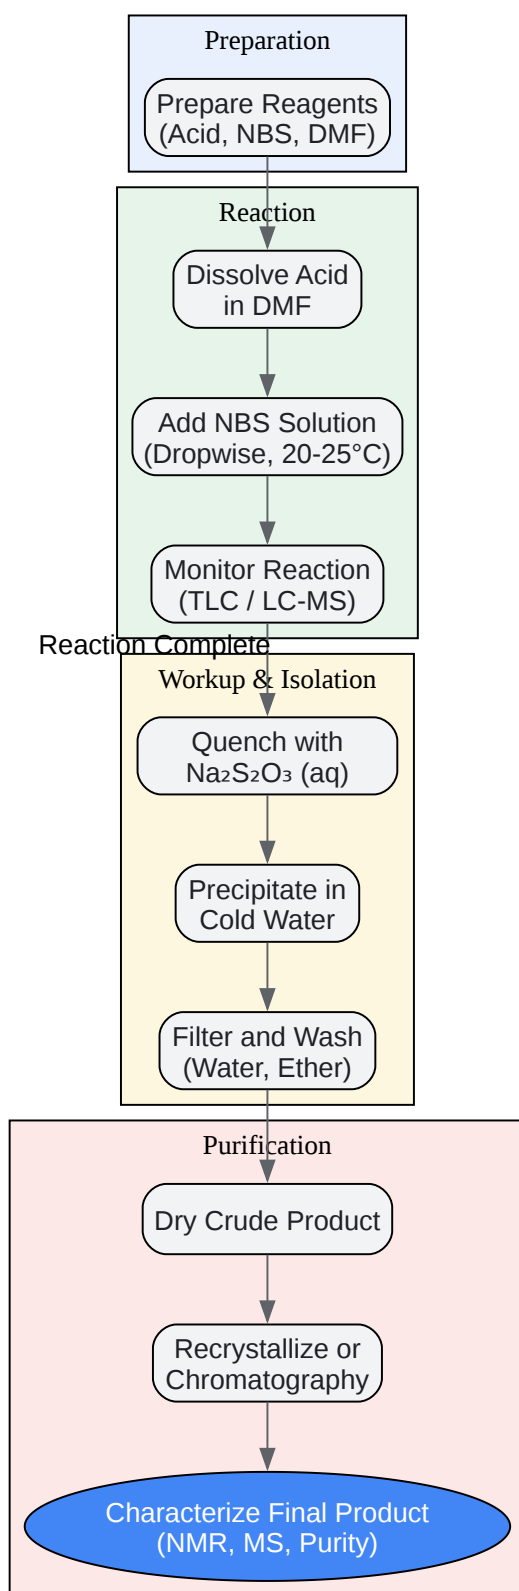 Preparation
Prepare Reagents
(Acid, NBS, DMF)
Reaction
Dissolve Acid
in DMF
Add NBS Solution
(Dropwise, 20-25°C)
Monitor Reaction
(TLC / LC-MS)
Reaction Complete
Workup & Isolation
Quench with
Na₂S₂O₃ (aq)
Precipitate in
Cold Water
Filter and Wash
(Water, Ether)
Purification
Dry Crude Product
Recrystallize or
Chromatography
Characterize Final Product
(NMR, MS, Purity)